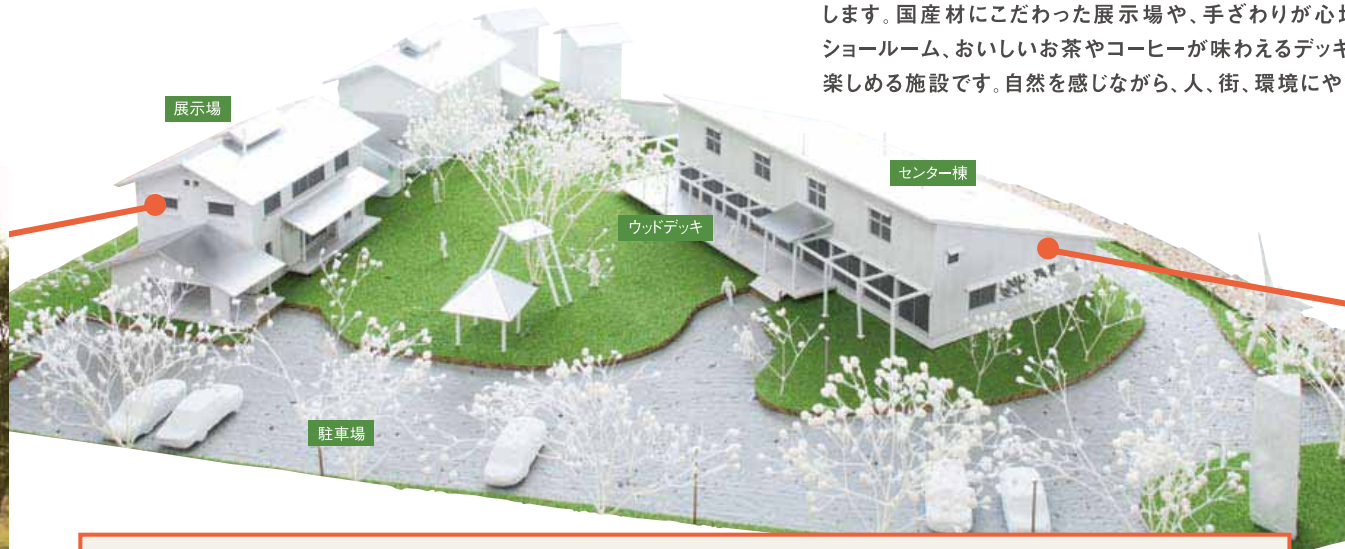 します。国産材にこだわった展示場や、手ざわりが心
ショールーム、おいしいお茶やコーヒーが味わえるデッキ
楽しめる施設です。自然を感じながら、人、街、環境にや
展示場
センター棟
ウッドデッキ
駐車場